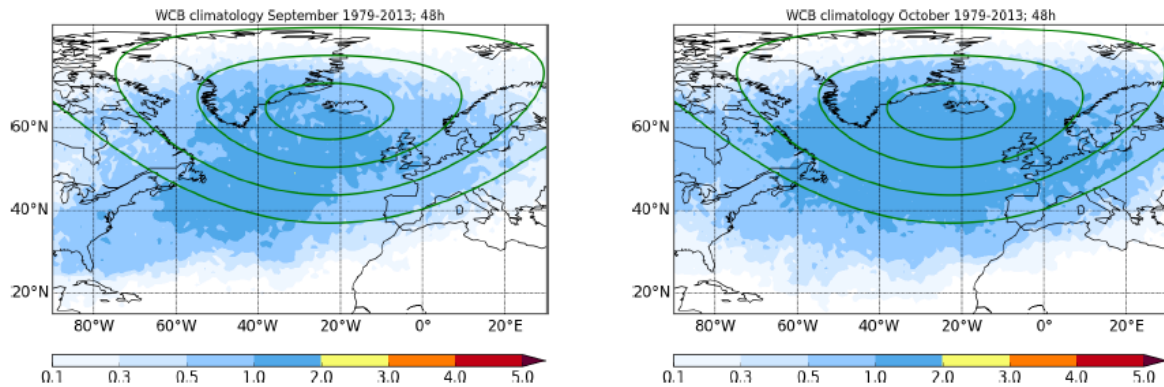 WCB climatology September 1979-2013; 48h
60°N
40°N
20°N
80°W 60°W 40°W 20°W 0° 20°E
0.1 0.3 0.5 1.0 2.0 3.0 4.0 5.0
WCB climatology October 1979-2013; 48h
60°N
40°N
20°N
80°W 60°W 40°W 20°W 0° 20°E
0.1 0.3 0.5 1.0 2.0 3.0 4.0 5.0